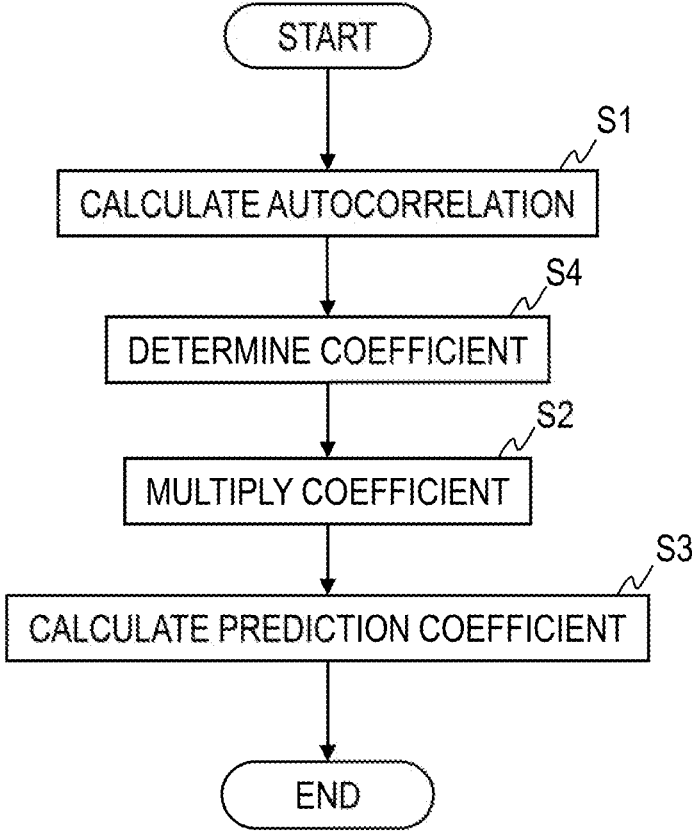 START
S1
CALCULATE AUTOCORRELATION
S4
DETERMINE COEFFICIENT
S2
MULTIPLY COEFFICIENT
S3
CALCULATE PREDICTION COEFFICIENT
END